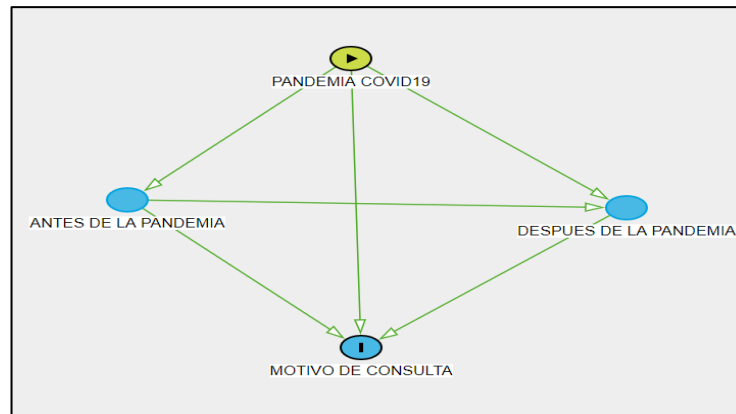 PANDEMIA COVID19
ANTES DE LA PANDEMIA
DESPUES DE LA PANDEMIA
MOTIVO DE CONSULTA